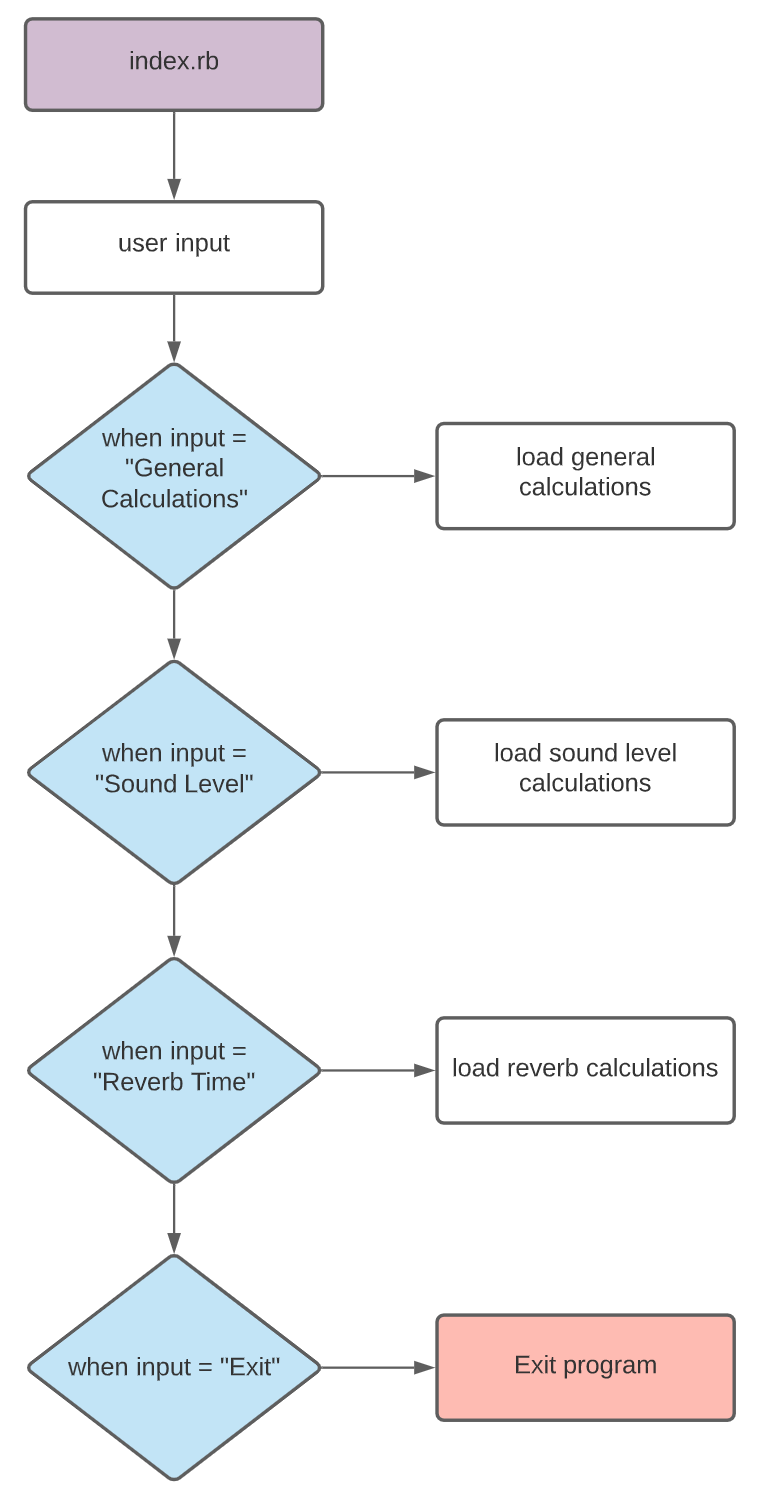 index.rb
user input
when input =
"General
Calculations"
load general
calculations
when input =
"Sound Level"
load sound level
calculations
when input =
"Reverb Time"
load reverb calculations
when input = "Exit"
Exit program